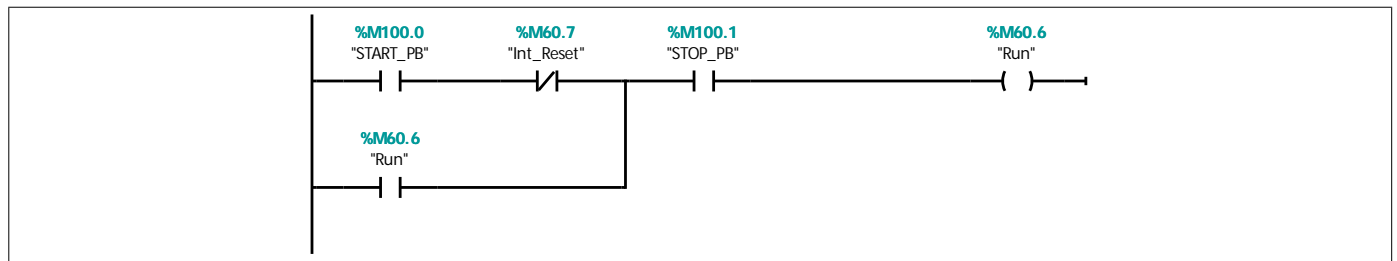 %M100.0 %M60.7 %M100.1 %M60.6
"START_PB" "Int_Reset" "STOP_PB" "Run"
%M60.6
"Run"